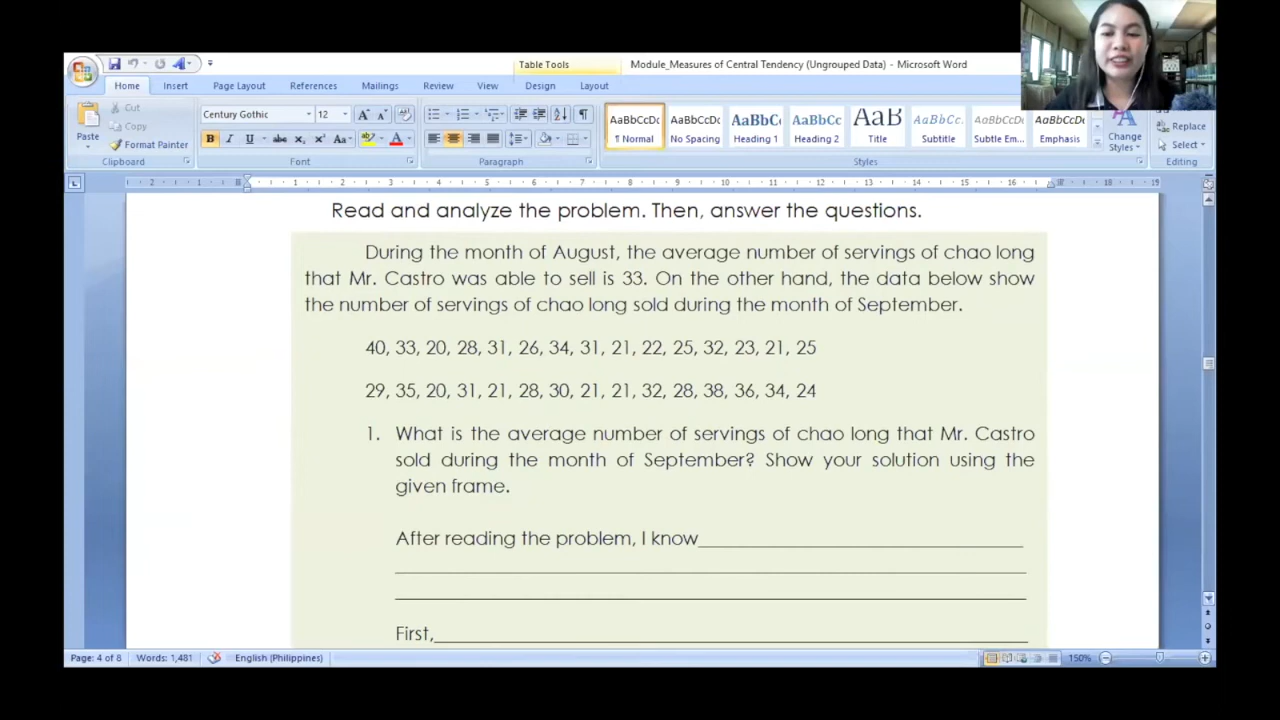 Table Tools
Module_Measures of Central Tendency (Ungrouped Data) - Microsoft Word
Home Insert Page Layout References Mailings Review View Design Layout
Cut
Copy
Format Painter
Paste
Clipboard
Century Gothic 12
Font
Paragraph
AaBbCcDc AaBbCcDc AaBbCc AaBbCc AaB AaBbCc. AaBbCcDc AaBbCcDc
¶ Normal No Spacing Heading 1 Heading 2 Title Subtitle Subtle Em... Emphasis
Change Styles
Styles
Replace
Select
Editing
Read and analyze the problem. Then, answer the questions.
During the month of August, the average number of servings of chao long
that Mr. Castro was able to sell is 33. On the other hand, the data below show
the number of servings of chao long sold during the month of September.
40, 33, 20, 28, 31, 26, 34, 31, 21, 22, 25, 32, 23, 21, 25
29, 35, 20, 31, 21, 28, 30, 21, 21, 32, 28, 38, 36, 34, 24
1. What is the average number of servings of chao long that Mr. Castro
sold during the month of September? Show your solution using the
given frame.
After reading the problem, I know
First,
Page: 4 of 8 Words: 1,481 English (Philippines) 150%